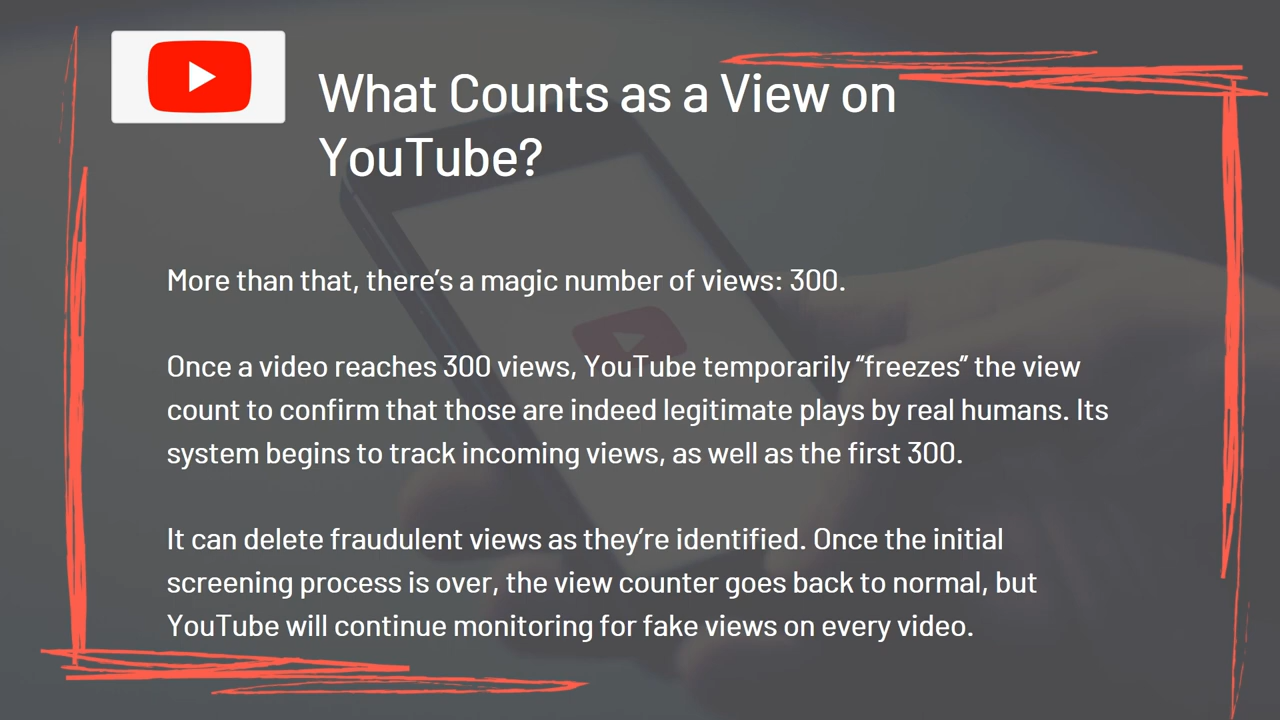 What Counts as a View on
YouTube?
More than that, there’s a magic number of views: 300.
Once a video reaches 300 views, YouTube temporarily “freezes” the view
count to confirm that those are indeed legitimate plays by real humans. Its
system begins to track incoming views, as well as the first 300.
It can delete fraudulent views as they’re identified. Once the initial
screening process is over, the view counter goes back to normal, but
YouTube will continue monitoring for fake views on every video.